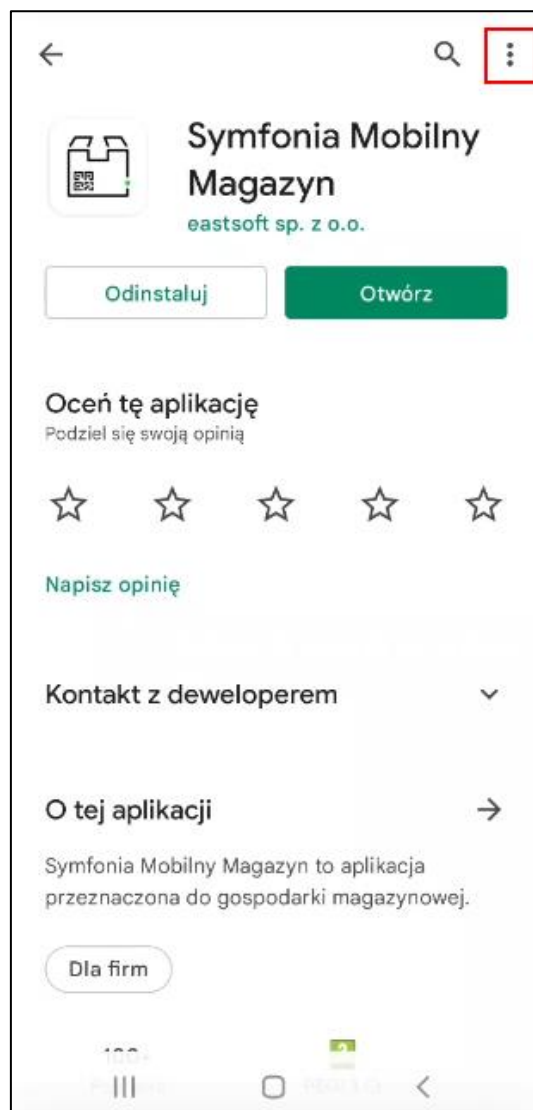 Symfonia Mobilny
Magazyn
eastsoft sp. z o.o.
Odinstaluj
Otwórz
Oceń tę aplikację
Podziel się swoją opinią
Napisz opinię
Kontakt z deweloperem
O tej aplikacji
Symfonia Mobilny Magazyn to aplikacja
przeznaczona do gospodarki magazynowej.
Dla firm